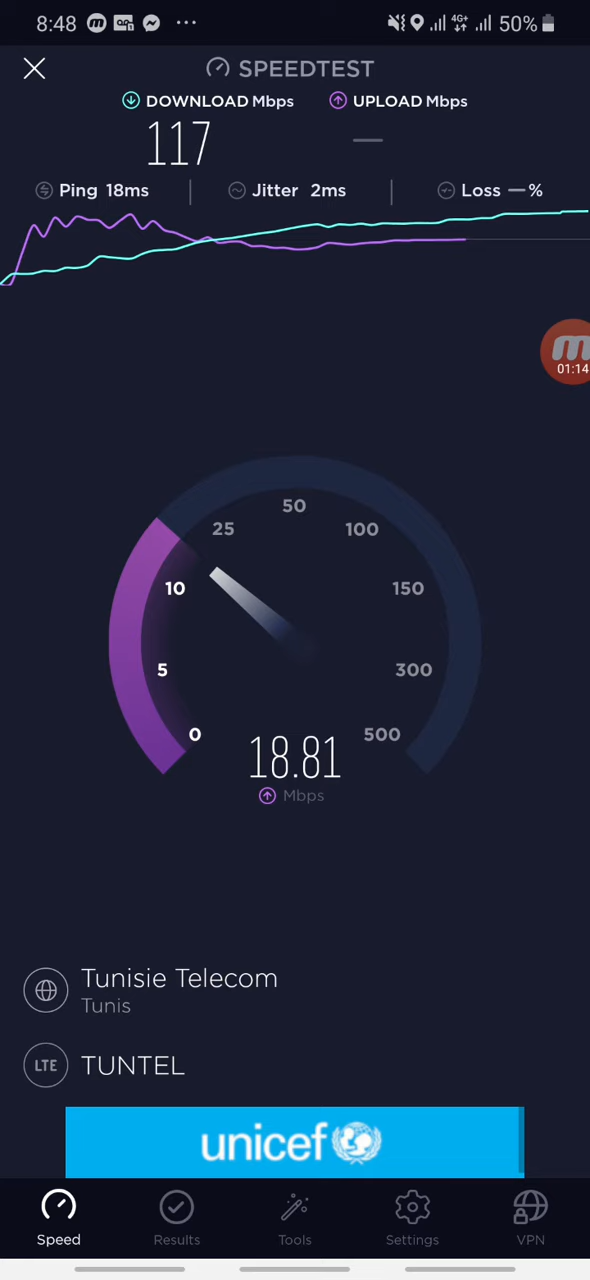 8:48 4G+ 50%
SPEEDTEST
DOWNLOAD Mbps UPLOAD Mbps
117 —
Ping 18ms Jitter 2ms Loss —%
m
01:14
50
25 100
10 150
5 300
0 500
18.81
Mbps
Tunisie Telecom
Tunis
LTE TUNTEL
unicef
Speed Results Tools Settings VPN